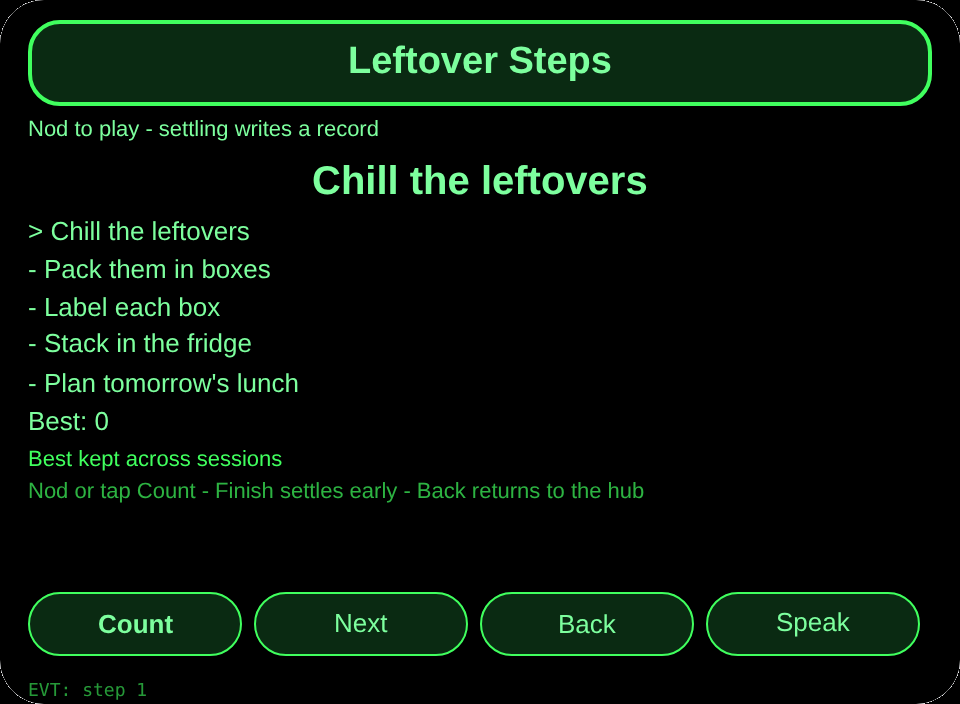 Leftover Steps
Nod to play - settling writes a record
Chill the leftovers
> Chill the leftovers
- Pack them in boxes
- Label each box
- Stack in the fridge
- Plan tomorrow's lunch
Best: 0
Best kept across sessions
Nod or tap Count - Finish settles early - Back returns to the hub
Count Next Back Speak
EVT: step 1